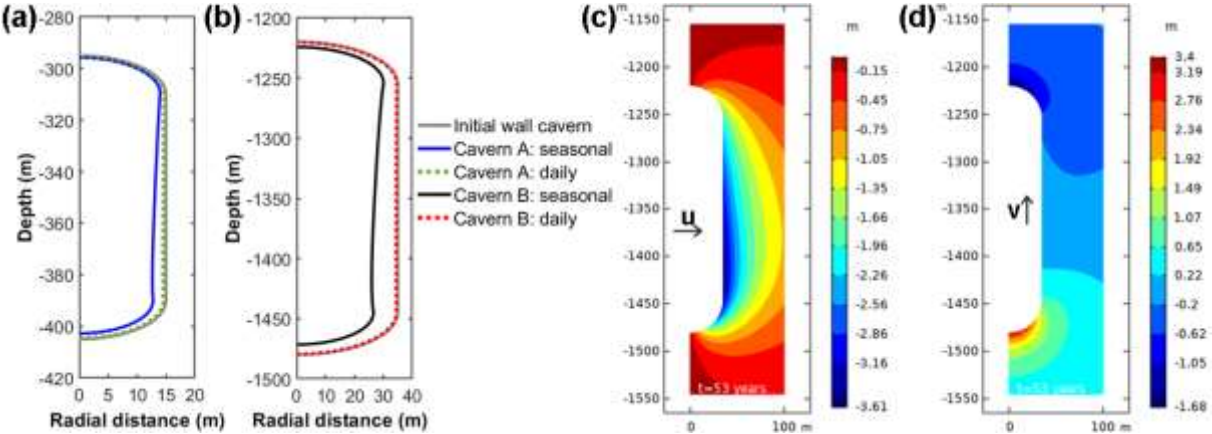 (a)
-280
-300
-320
-340
-360
-380
-400
-420
Depth (m)
0 5 10 15 20
Radial distance (m)
(b)
-1200
-1250
-1300
-1350
-1400
-1450
-1500
Depth (m)
0 10 20 30 40
Radial distance (m)
Initial wall cavern
Cavern A: seasonal
Cavern A: daily
Cavern B: seasonal
Cavern B: daily
(c)
m
-1150
-1200
-1250
-1300
-1350
-1400
-1450
-1500
-1550
u
t=53 years
0 100 m
m
-0.15
-0.45
-0.75
-1.05
-1.35
-1.66
-1.96
-2.26
-2.56
-2.86
-3.16
-3.61
(d)
m
-1150
-1200
-1250
-1300
-1350
-1400
-1450
-1500
-1550
v
t=53 years
0 100 m
m
3.4
3.19
2.76
2.34
1.92
1.49
1.07
0.65
0.22
-0.2
-0.62
-1.05
-1.68